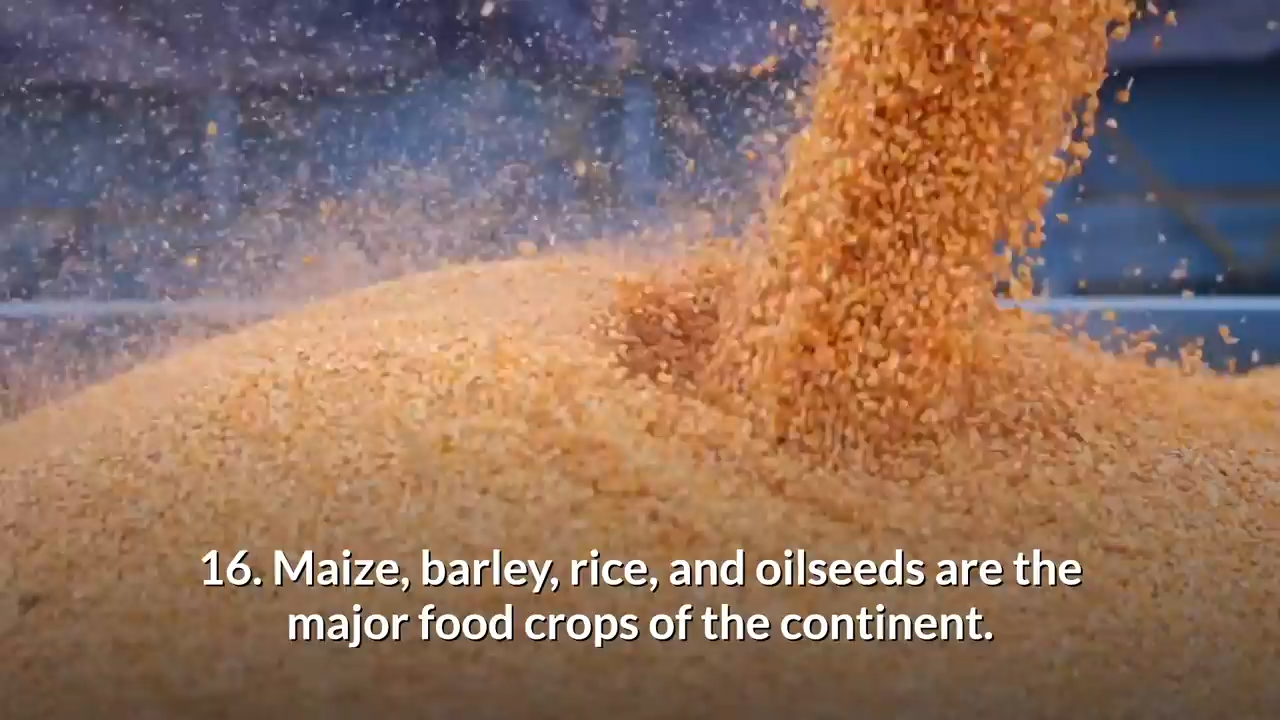 16. Maize, barley, rice, and oilseeds are the
major food crops of the continent.